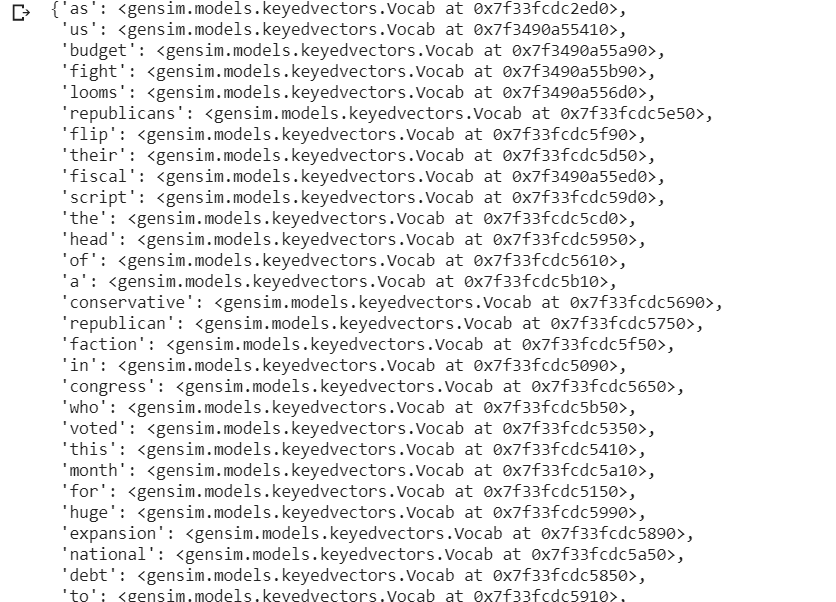 {'as': <gensim.models.keyedvectors.Vocab at 0x7f33fcdc2ed0>,
'us': <gensim.models.keyedvectors.Vocab at 0x7f3490a55410>,
'budget': <gensim.models.keyedvectors.Vocab at 0x7f3490a55a90>,
'fight': <gensim.models.keyedvectors.Vocab at 0x7f3490a55b90>,
'looms': <gensim.models.keyedvectors.Vocab at 0x7f3490a556d0>,
'republicans': <gensim.models.keyedvectors.Vocab at 0x7f33fcdc5e50>,
'flip': <gensim.models.keyedvectors.Vocab at 0x7f33fcdc5f90>,
'their': <gensim.models.keyedvectors.Vocab at 0x7f33fcdc5d50>,
'fiscal': <gensim.models.keyedvectors.Vocab at 0x7f3490a55ed0>,
'script': <gensim.models.keyedvectors.Vocab at 0x7f33fcdc59d0>,
'the': <gensim.models.keyedvectors.Vocab at 0x7f33fcdc5cd0>,
'head': <gensim.models.keyedvectors.Vocab at 0x7f33fcdc5950>,
'of': <gensim.models.keyedvectors.Vocab at 0x7f33fcdc5610>,
'a': <gensim.models.keyedvectors.Vocab at 0x7f33fcdc5b10>,
'conservative': <gensim.models.keyedvectors.Vocab at 0x7f33fcdc5690>,
'republican': <gensim.models.keyedvectors.Vocab at 0x7f33fcdc5750>,
'faction': <gensim.models.keyedvectors.Vocab at 0x7f33fcdc5f50>,
'in': <gensim.models.keyedvectors.Vocab at 0x7f33fcdc5090>,
'congress': <gensim.models.keyedvectors.Vocab at 0x7f33fcdc5650>,
'who': <gensim.models.keyedvectors.Vocab at 0x7f33fcdc5b50>,
'voted': <gensim.models.keyedvectors.Vocab at 0x7f33fcdc5350>,
'this': <gensim.models.keyedvectors.Vocab at 0x7f33fcdc5410>,
'month': <gensim.models.keyedvectors.Vocab at 0x7f33fcdc5a10>,
'for': <gensim.models.keyedvectors.Vocab at 0x7f33fcdc5150>,
'huge': <gensim.models.keyedvectors.Vocab at 0x7f33fcdc5990>,
'expansion': <gensim.models.keyedvectors.Vocab at 0x7f33fcdc5890>,
'national': <gensim.models.keyedvectors.Vocab at 0x7f33fcdc5a50>,
'debt': <gensim.models.keyedvectors.Vocab at 0x7f33fcdc5850>,
'to': <gensim.models.keyedvectors.Vocab at 0x7f33fcdc5910>,